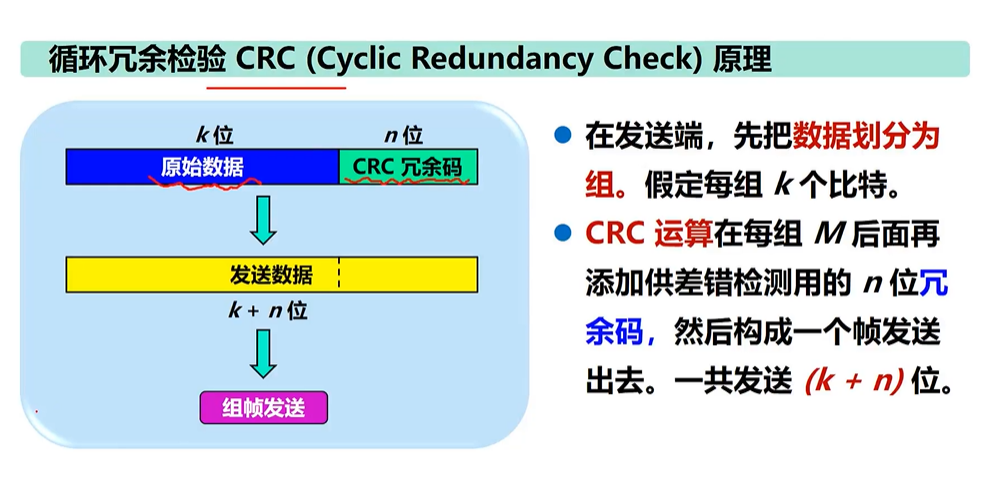 循环冗余检验 CRC (Cyclic Redundancy Check) 原理
k 位 n 位
原始数据 CRC 冗余码
发送数据
k + n 位
组帧发送
● 在发送端，先把数据划分为
组。假定每组 k 个比特。
● CRC 运算在每组 M 后面再
添加供差错检测用的 n 位冗
余码，然后构成一个帧发送
出去。一共发送 (k + n) 位。